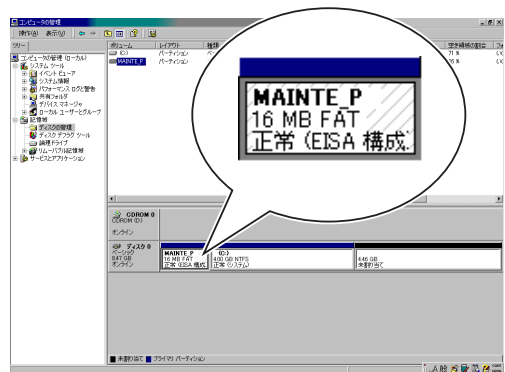 コンピュータの管理
操作(A) 表示(V)
ツリー
コンピュータの管理 (ローカル)
システム ツール
イベント ビューア
システム情報
パフォーマンス ログと警告
共有フォルダ
デバイス マネージャ
ローカル ユーザーとグループ
記憶域
ディスクの管理
ディスク デフラグ ツール
論理ドライブ
リムーバブル記憶域
サービスとアプリケーション
ボリューム レイアウト 種類 空き領域の割合
(C:) パーティション 71 %
MAINTE_P パーティション
MAINTE_P
16 MB FAT
正常 (EISA 構成
CDROM 0
CDROM (D:)
オンライン
ディスク 0
ベーシック
8.47 GB
オンライン
MAINTE_P
16 MB FAT
正常 (EISA 構成
(C:)
4.00 GB NTFS
正常 (システム)
4.46 GB
未割り当て
未割り当て プライマリ パーティション
A 般